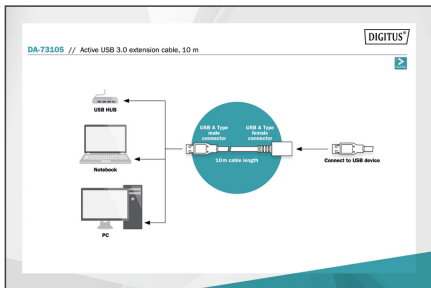 DIGITUS®
DA-73105 // Active USB 3.0 extension cable, 10 m
USB HUB
USB A Type
male
connector
USB A Type
female
connector
10m cable length
Connect to USB device
Notebook
PC